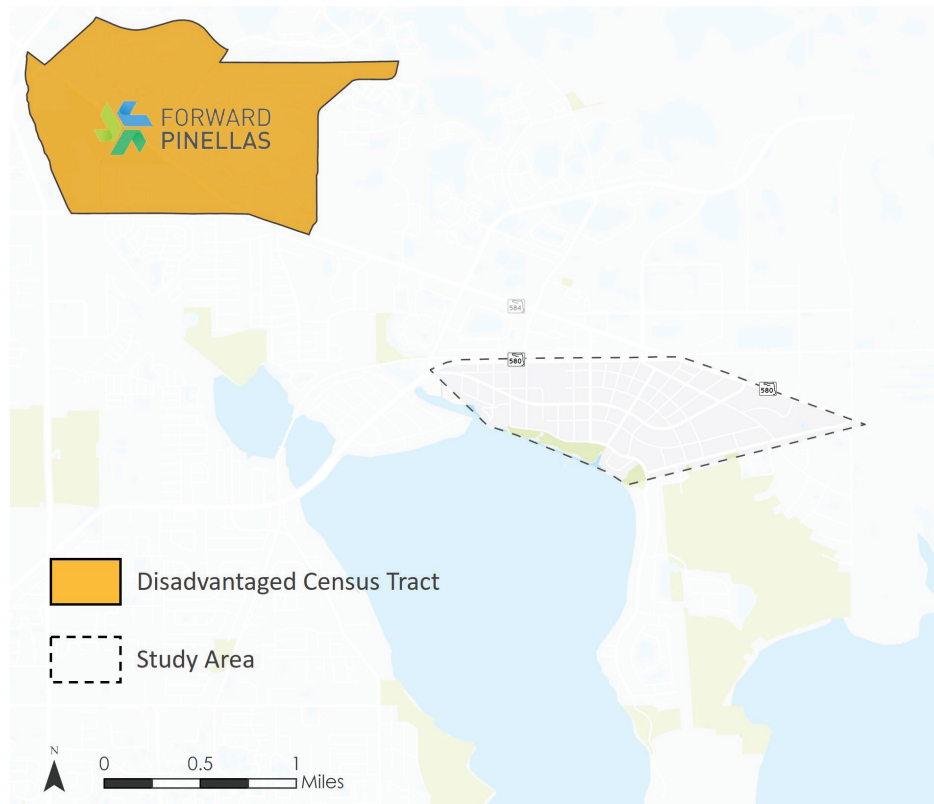 FORWARD
PINELLAS
584
580
580
Disadvantaged Census Tract
Study Area
N
0 0.5 1
Miles